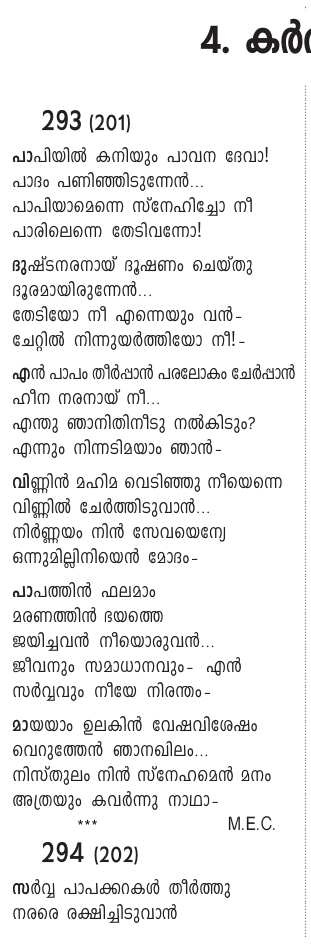 4. കർ
293 (201)
പാപിയിൽ കനിയും പാവന ദേവാ!
പാദം പണിഞ്ഞിടുന്നേൻ...
പാപിയാമെന്നെ സ്നേഹിച്ചോ നീ
പാരിലെന്നെ തേടിവന്നോ!
ദുഷ്ടനരനായ് ദൂഷണം ചെയ്തു
ദൂരമായിരുന്നേൻ...
തേടിയോ നീ എന്നെയും വൻ-
ചേറ്റിൽ നിന്നുയർത്തിയോ നീ!-
എൻ പാപം തീർപ്പാൻ പരലോകം ചേർപ്പാൻ
ഹീന നരനായ് നീ...
എന്തു ഞാനിതിനീടു നൽകിടും?
എന്നും നിന്നടിമയാം ഞാൻ-
വിണ്ണിൻ മഹിമ വെടിഞ്ഞു നീയെന്നെ
വിണ്ണിൽ ചേർത്തിടുവാൻ...
നിർണ്ണയം നിൻ സേവയെന്ന്യേ
ഒന്നുമില്ലിനിയെൻ മോദം-
പാപത്തിൻ ഫലമാം
മരണത്തിൻ ഭയത്തെ
ജയിച്ചവൻ നീയൊരുവൻ...
ജീവനും സമാധാനവും- എൻ
സർവ്വവും നീയേ നിരന്തം-
മായയാം ഉലകിൻ വേഷവിശേഷം
വെറുത്തേൻ ഞാനഖിലം...
നിസ്തുലം നിൻ സ്നേഹമെൻ മനം
അത്രയും കവർന്നു നാഥാ-
*** M.E.C.
294 (202)
സർവ്വ പാപക്കറകൾ തീർത്തു
നരരെ രക്ഷിച്ചിടുവാൻ